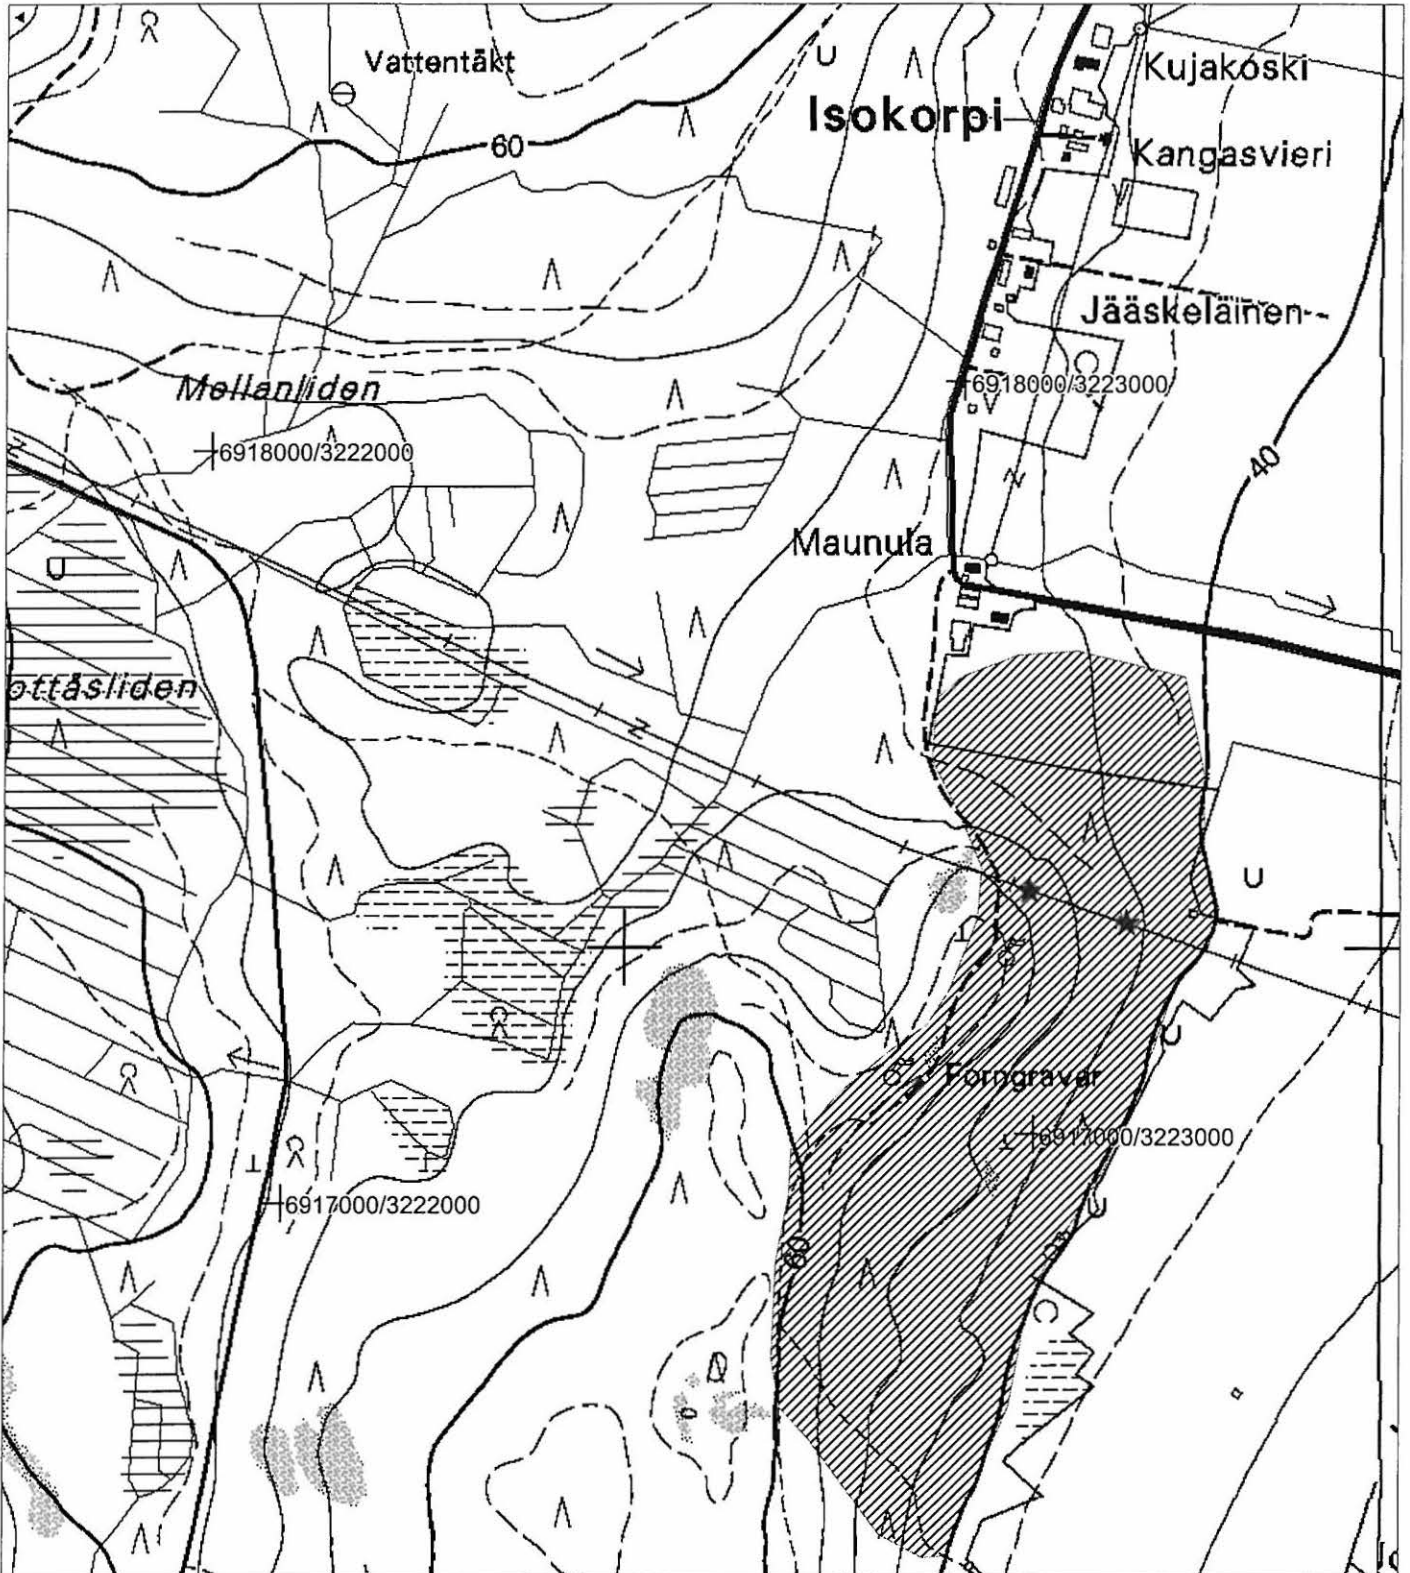 Vattentäkt
Kujakoski
Isokorpi
60
Kangasvieri
Jääskeläinen
Mellanliden
6918000/3223000
6918000/3222000
40
Maunula
ottåsliden
Forngravar
6917000/3223000
6917000/3222000
60